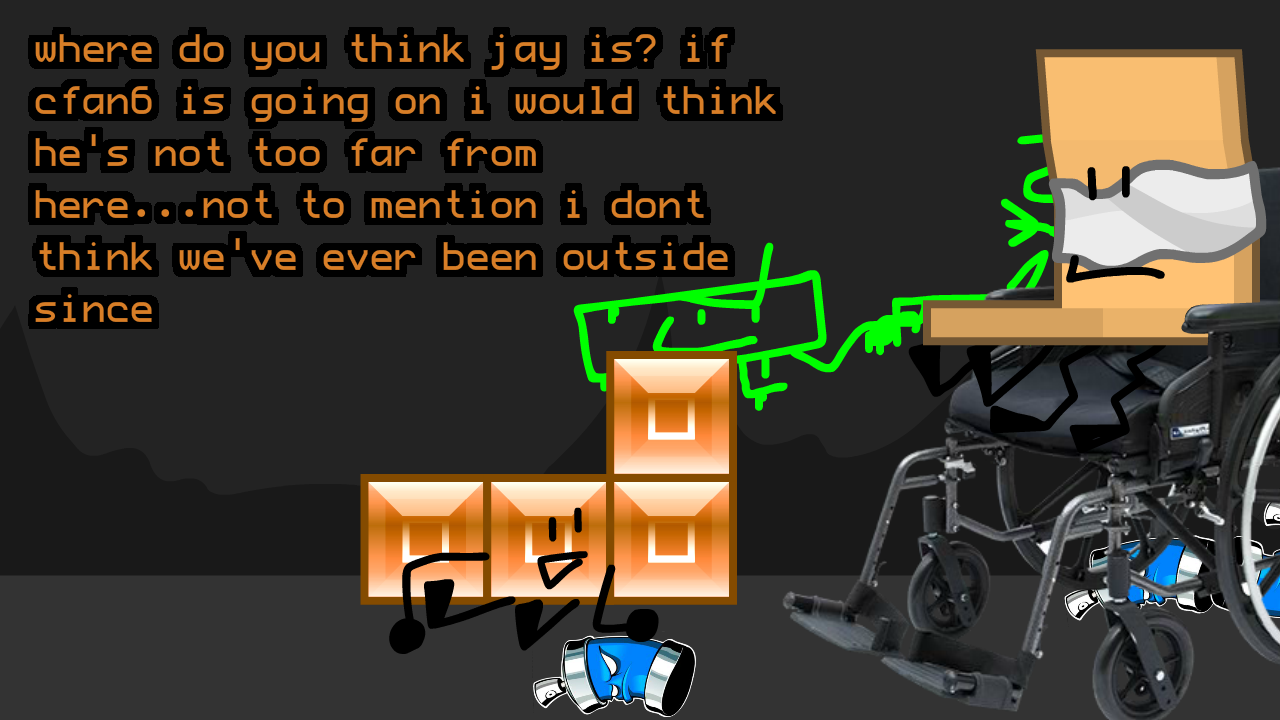 where do you think jay is? if
cfan6 is going on i would think
he's not too far from
here...not to mention i dont
think we've ever been outside
since